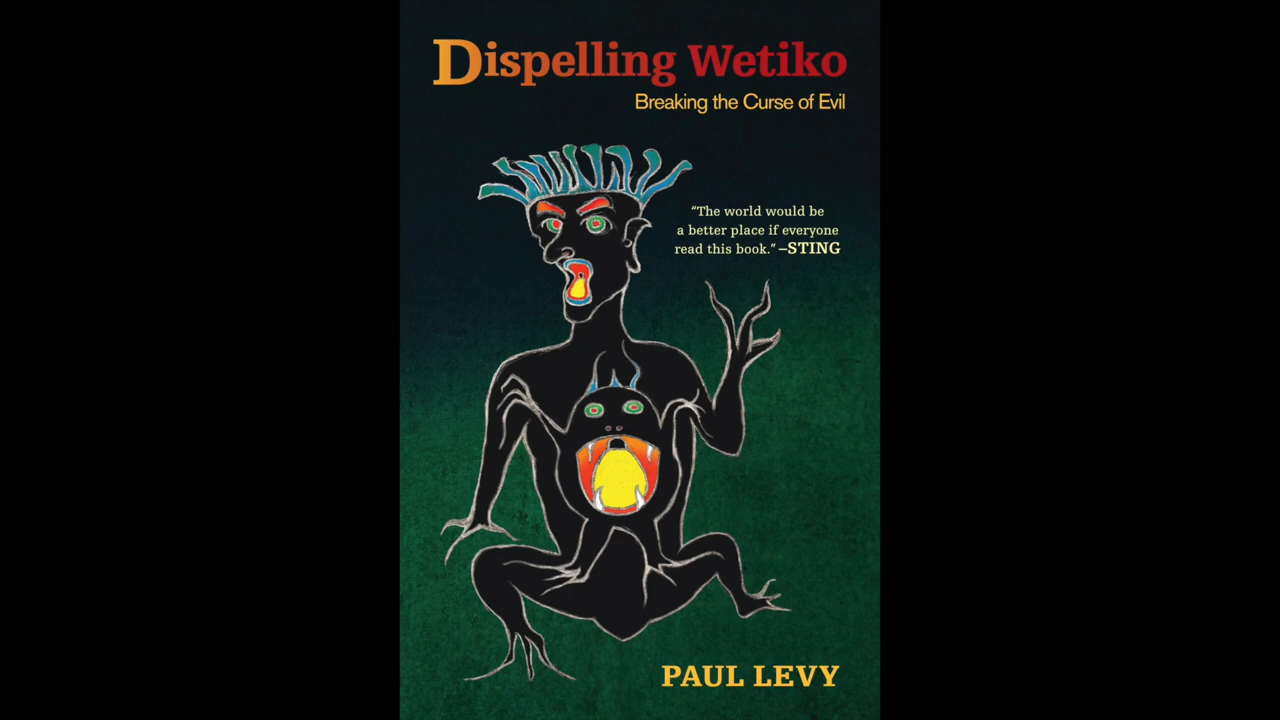 Dispelling Wetiko
Breaking the Curse of Evil
“The world would be
a better place if everyone
read this book.” –STING
PAUL LEVY